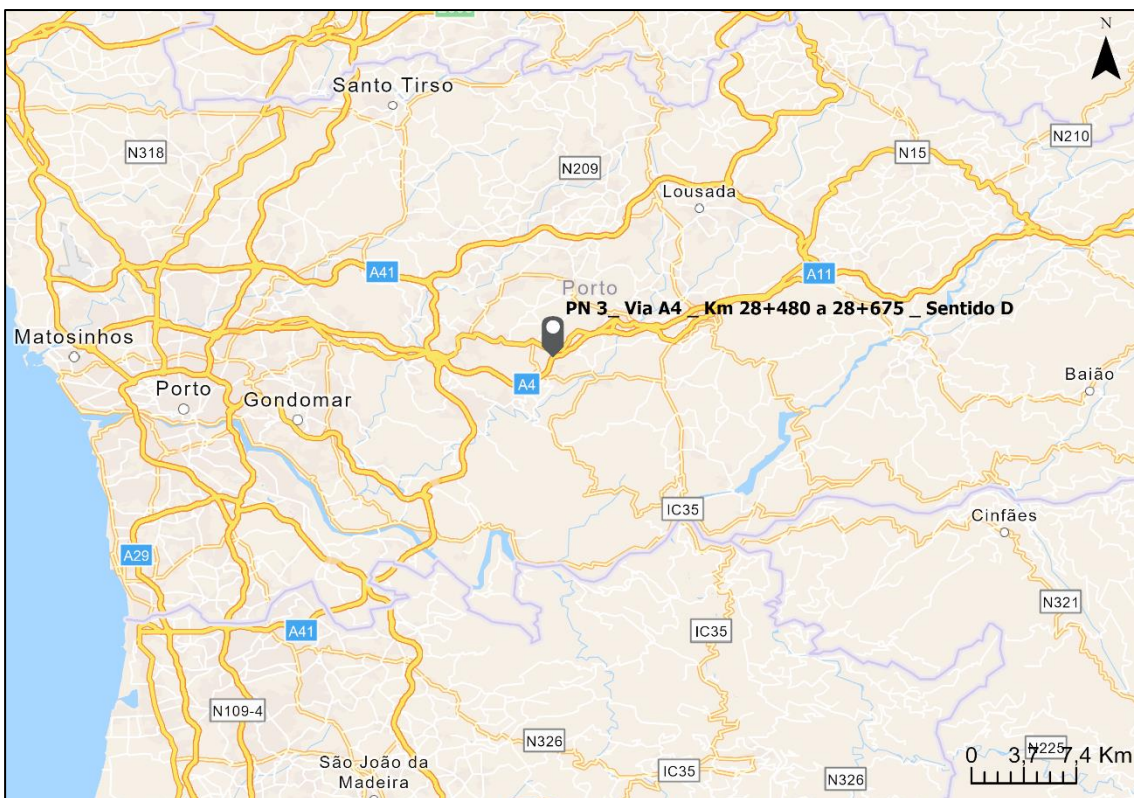 N
Santo Tirso
N318
N209
N15
N210
Lousada
A41
A11
Porto
PN 3_ Via A4 _ Km 28+480 a 28+675 _ Sentido D
Matosinhos
A4
Baião
Porto
Gondomar
IC35
Cinfães
A29
N321
A41
IC35
N109-4
N326
N225
0 3,7 7,4 Km
São João da
Madeira
IC35
N326